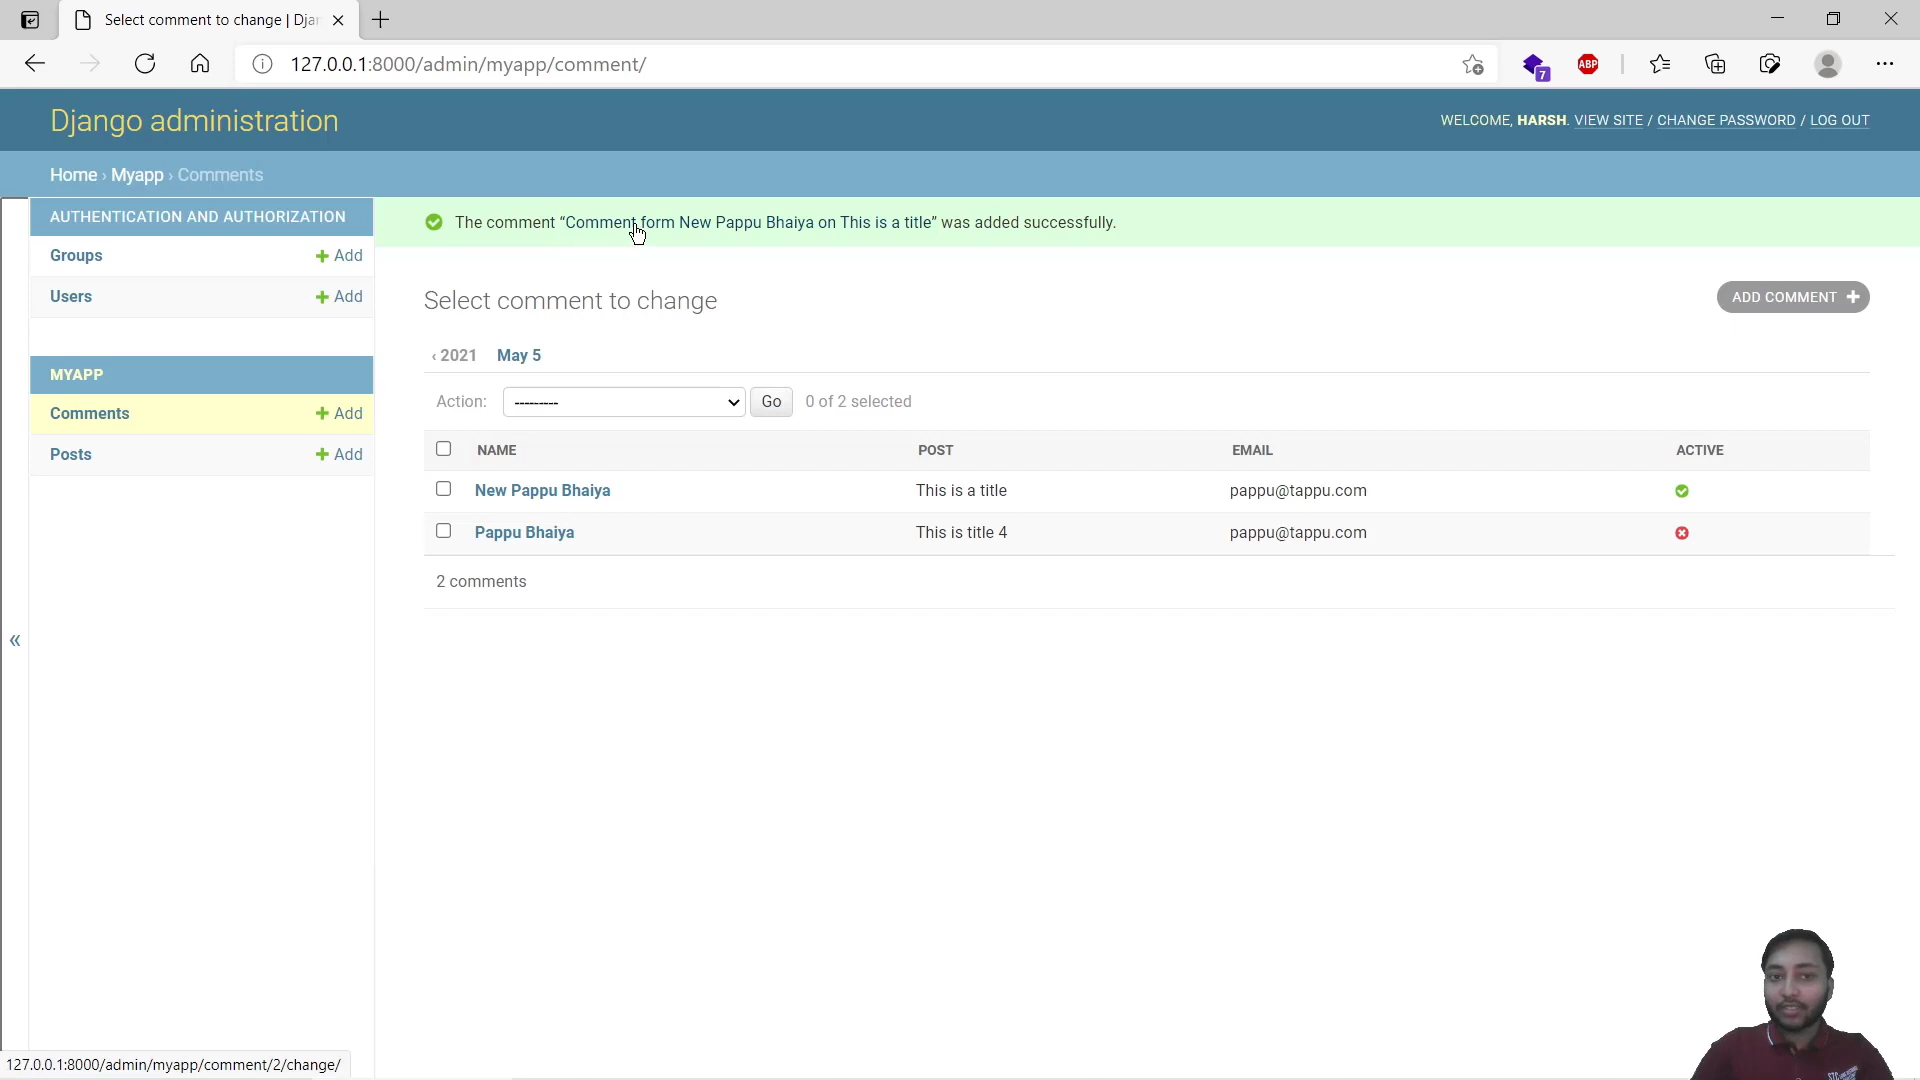 Select comment to change | Djan
127.0.0.1:8000/admin/myapp/comment/
7
ABP
Django administration
WELCOME, HARSH. VIEW SITE / CHANGE PASSWORD / LOG OUT
Home › Myapp › Comments
AUTHENTICATION AND AUTHORIZATION
Groups + Add
Users + Add
MYAPP
Comments + Add
Posts + Add
«
The comment “Comment form New Pappu Bhaiya on This is a title” was added successfully.
Select comment to change
ADD COMMENT +
‹ 2021 May 5
Action: --------- Go 0 of 2 selected
NAME POST EMAIL ACTIVE
New Pappu Bhaiya This is a title pappu@tappu.com
Pappu Bhaiya This is title 4 pappu@tappu.com
2 comments
127.0.0.1:8000/admin/myapp/comment/2/change/